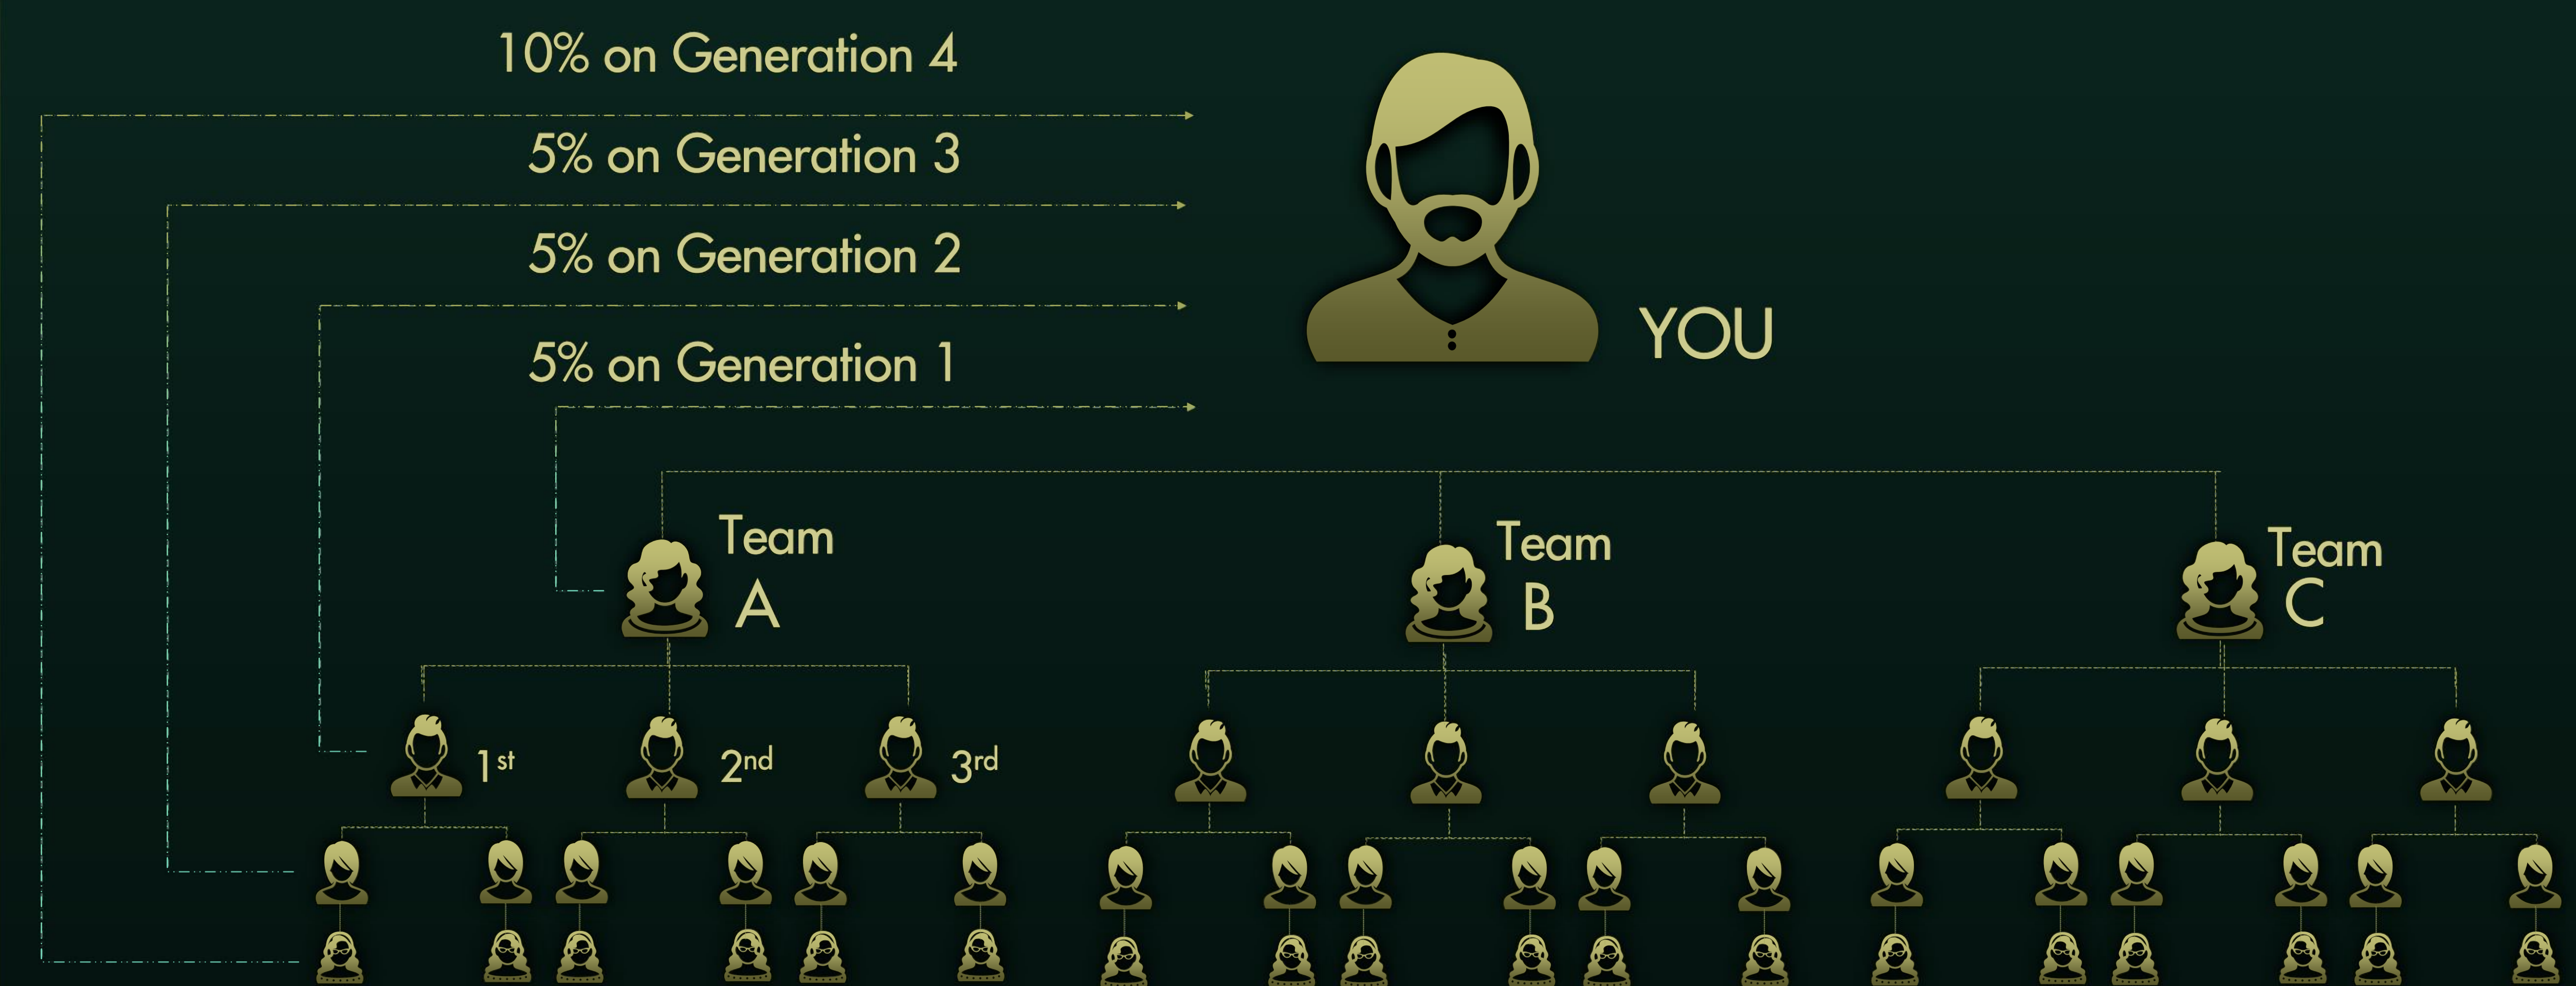 10% on Generation 4
5% on Generation 3
5% on Generation 2
5% on Generation 1
YOU
Team
A
Team
B
Team
C
1st
2nd
3rd